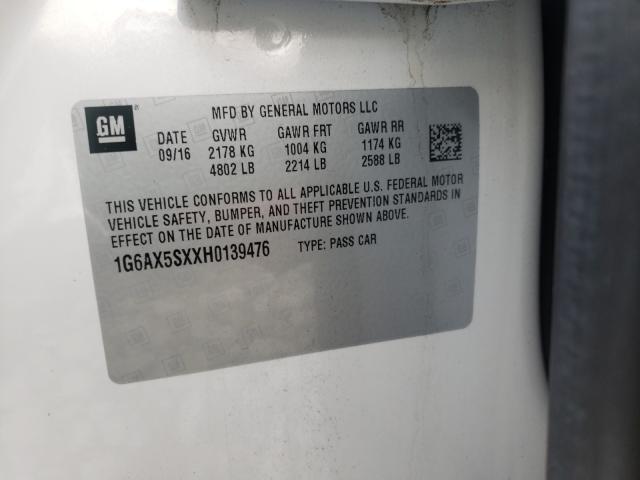 GM
MFD BY GENERAL MOTORS LLC
DATE GVWR GAWR FRT GAWR RR
09/16 2178 KG 1004 KG 1174 KG
4802 LB 2214 LB 2588 LB
THIS VEHICLE CONFORMS TO ALL APPLICABLE U.S. FEDERAL MOTOR
VEHICLE SAFETY, BUMPER, AND THEFT PREVENTION STANDARDS IN
EFFECT ON THE DATE OF MANUFACTURE SHOWN ABOVE.
1G6AX5SXXH0139476 TYPE: PASS CAR